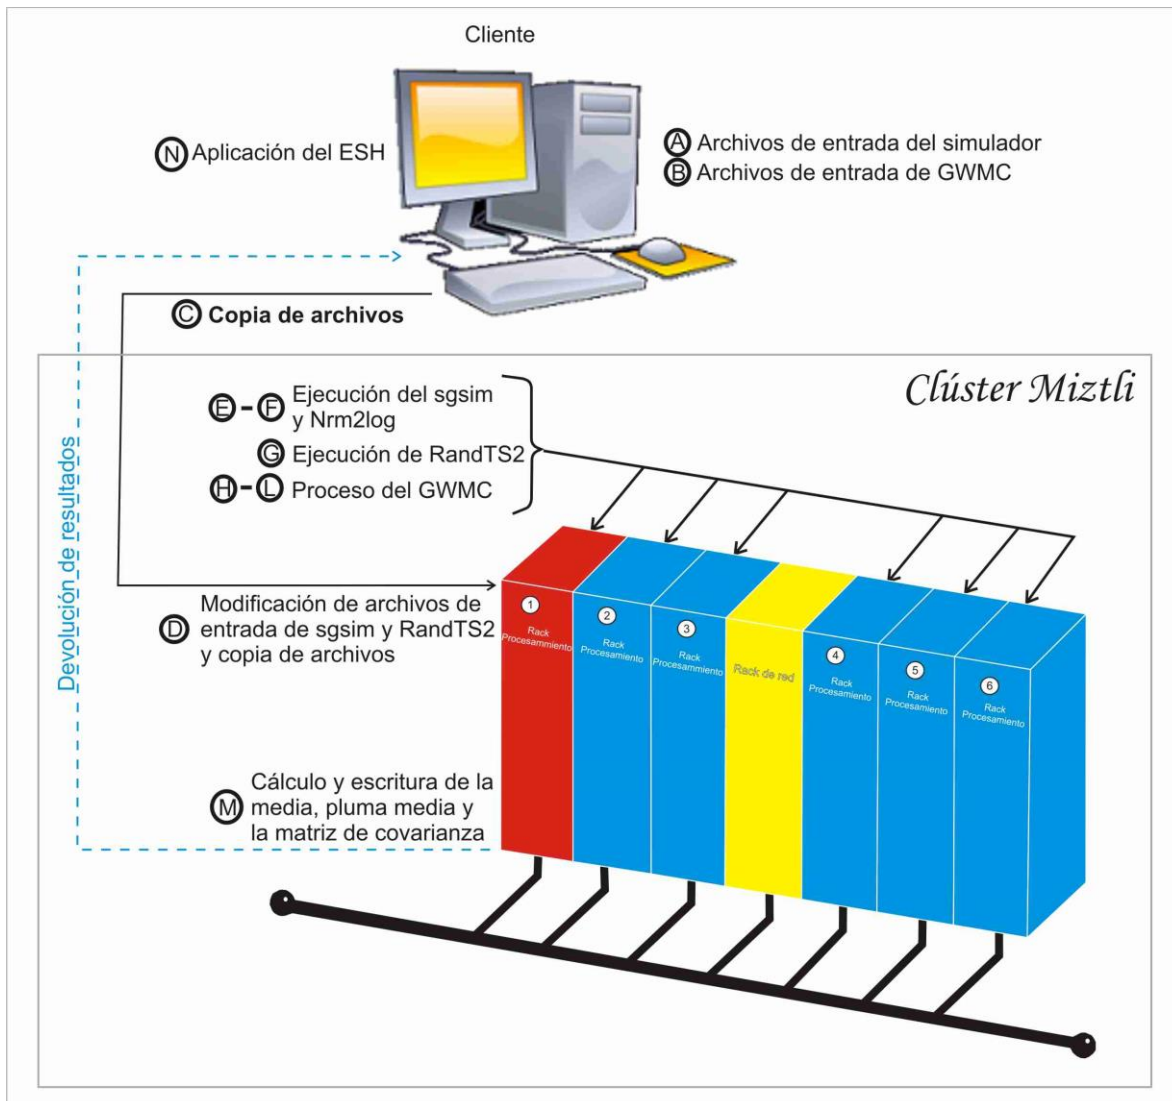 Cliente
N Aplicación del ESH
A Archivos de entrada del simulador
B Archivos de entrada de GWMC
C Copia de archivos
Clúster Miztli
E - F Ejecución del sgsim
y Nrm2log
G Ejecución de RandTS2
H - L Proceso del GWMC
Devolución de resultados
D Modificación de archivos de
entrada de sgsim y RandTS2
y copia de archivos
1
Rack
Procesammiento
2
Rack
Procesamiento
3
Rack
Procesammiento
Rack de red
4
Rack
Procesamiento
5
Rack
Procesamiento
6
Rack
Procesamiento
M Cálculo y escritura de la
media, pluma media y
la matriz de covarianza